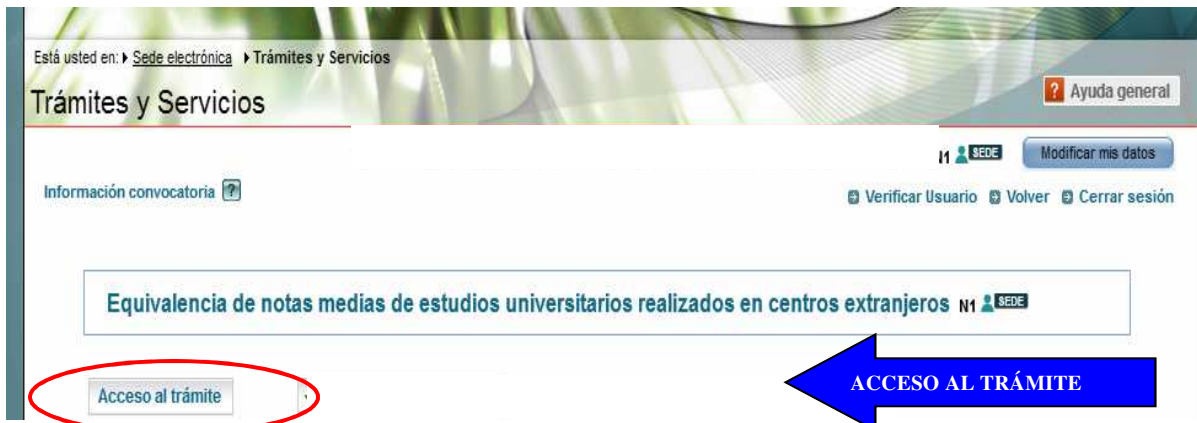 Está usted en: Sede electrónica Trámites y Servicios
Trámites y Servicios
? Ayuda general
SEDE Modificar mis datos
Información convocatoria ?
Verificar Usuario Volver Cerrar sesión
Equivalencia de notas medias de estudios universitarios realizados en centros extranjeros N1 SEDE
Acceso al trámite
ACCESO AL TRÁMITE